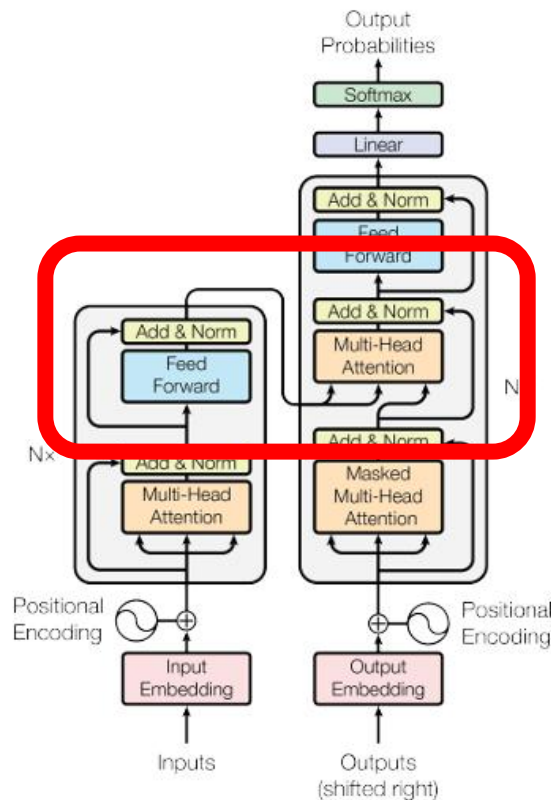 Output
Probabilities
Softmax
Linear
Add & Norm
Feed
Forward
Add & Norm
Multi-Head
Attention
Add & Norm
Masked
Multi-Head
Attention
N
Add & Norm
Feed
Forward
Add & Norm
Multi-Head
Attention
N×
Positional
Encoding
Positional
Encoding
Input
Embedding
Output
Embedding
Inputs
Outputs
(shifted right)